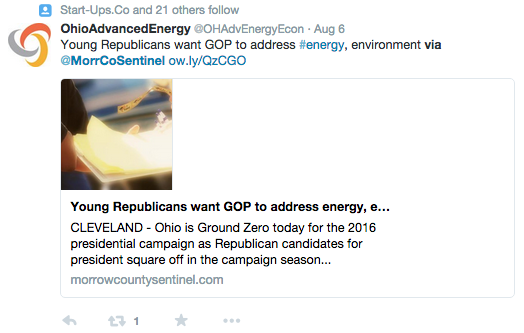 Start-Ups.Co and 21 others follow
OhioAdvancedEnergy @OHAdvEnergyEcon · Aug 6
Young Republicans want GOP to address #energy, environment via
@MorrCoSentinel ow.ly/QzCGO
Young Republicans want GOP to address energy, e...
CLEVELAND - Ohio is Ground Zero today for the 2016
presidential campaign as Republican candidates for
president square off in the campaign season...
morrowcountysentinel.com
1